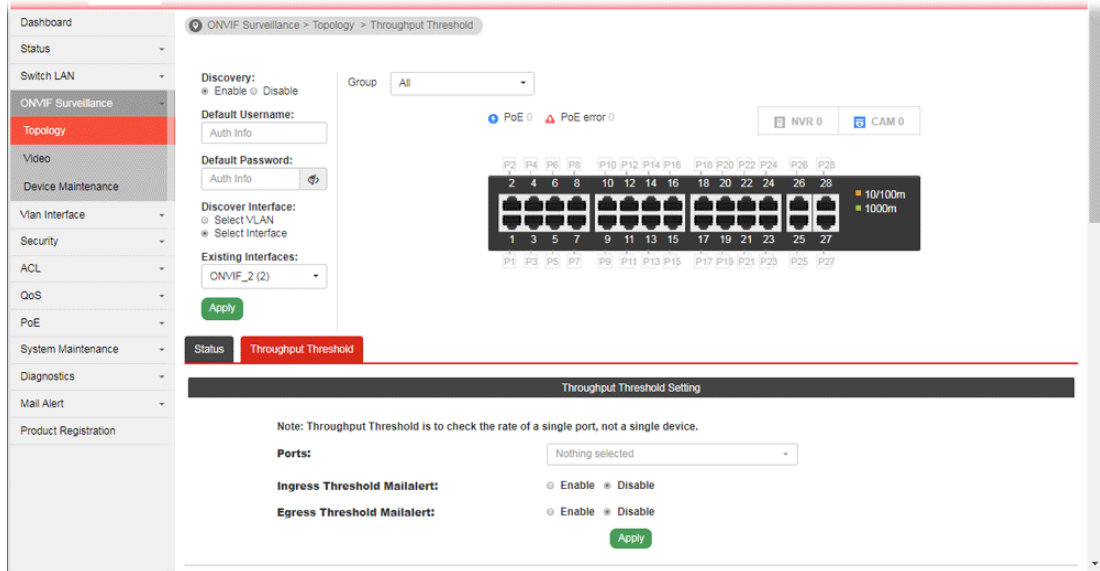 Dashboard
Status
Switch LAN
ONVIF Surveillance
Topology
Video
Device Maintenance
Vlan Interface
Security
ACL
QoS
PoE
System Maintenance
Diagnostics
Mail Alert
Product Registration
ONVIF Surveillance > Topology > Throughput Threshold
Discovery:
Enable Disable
Default Username:
Auth Info
Default Password:
Auth Info
Discover Interface:
Select VLAN
Select Interface
Existing Interfaces:
ONVIF_2 (2)
Apply
Group All
PoE 0 PoE error 0
NVR 0 CAM 0
P2 P4 P6 P8 P10 P12 P14 P16 P18 P20 P22 P24 P26 P28
2 4 6 8 10 12 14 16 18 20 22 24 26 28
10/100m
1000m
1 3 5 7 9 11 13 15 17 19 21 23 25 27
P1 P3 P5 P7 P9 P11 P13 P15 P17 P19 P21 P23 P25 P27
Status Throughput Threshold
Throughput Threshold Setting
Note: Throughput Threshold is to check the rate of a single port, not a single device.
Ports: Nothing selected
Ingress Threshold Mailalert: Enable Disable
Egress Threshold Mailalert: Enable Disable
Apply